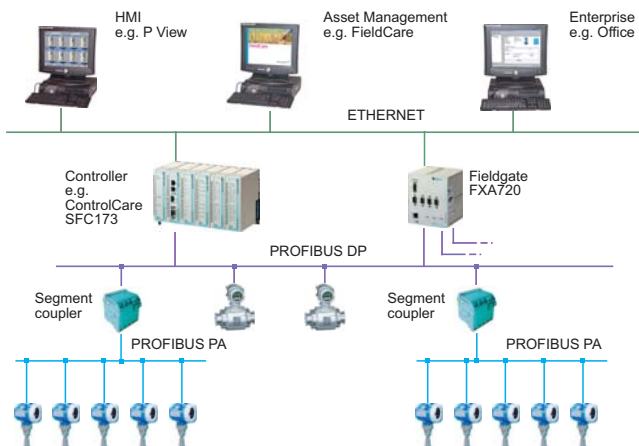 HMI
e.g. P View
Asset Management
e.g. FieldCare
Enterprise
e.g. Office
ETHERNET
Controller
e.g.
ControlCare
SFC173
Fieldgate
FXA720
PROFIBUS DP
Segment
coupler
Segment
coupler
PROFIBUS PA
PROFIBUS PA